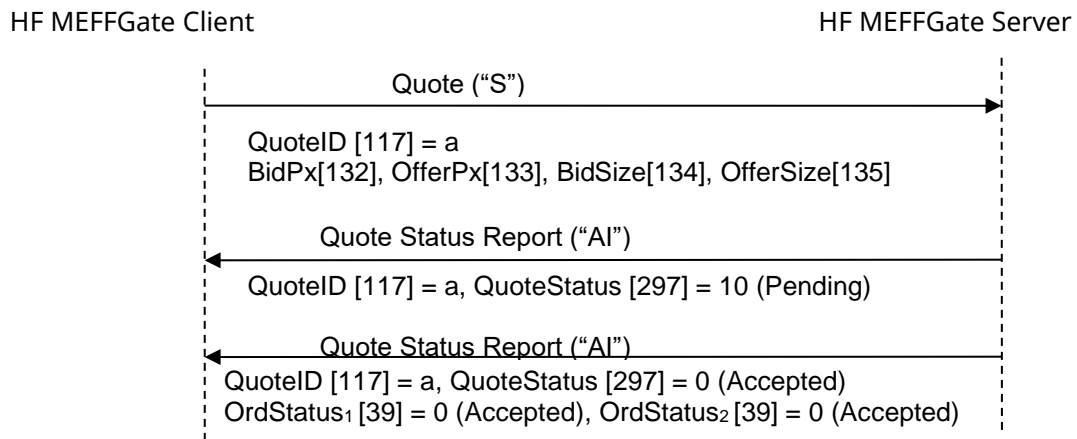 HF MEFFGate Client
HF MEFFGate Server
Quote (“S”)
QuoteID [117] = a
BidPx[132], OfferPx[133], BidSize[134], OfferSize[135]
Quote Status Report (“AI”)
QuoteID [117] = a, QuoteStatus [297] = 10 (Pending)
Quote Status Report (“AI”)
QuoteID [117] = a, QuoteStatus [297] = 0 (Accepted)
OrdStatus1 [39] = 0 (Accepted), OrdStatus2 [39] = 0 (Accepted)